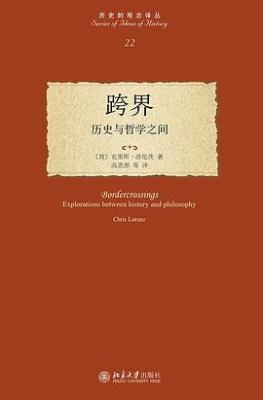 历史的观念译丛
Series of Ideas of History
22
跨界
历史与哲学之间
〔荷〕克里斯·洛伦茨 著
高思源 等 译
Bordercrossings
Explorations between history and philosophy
Chris Lorenz
北京大学出版社
PEKING UNIVERSITY PRESS